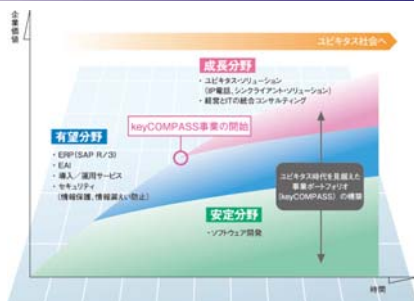 企業価値
ユビキタス社会へ
成長分野
・ユビキタス・ソリューション
(IP電話、シンクライアント・ソリューション)
・経営とITの統合コンサルティング
keyCOMPASS事業の開始
有望分野
・ERP(SAP R/3)
・EAI
・導入/運用サービス
・セキュリティ
(情報保護、情報漏えい防止)
ユビキタス時代を見据えた
事業ポートフォリオ
(keyCOMPASS)の構築
安定分野
・ソフトウェア開発
時間